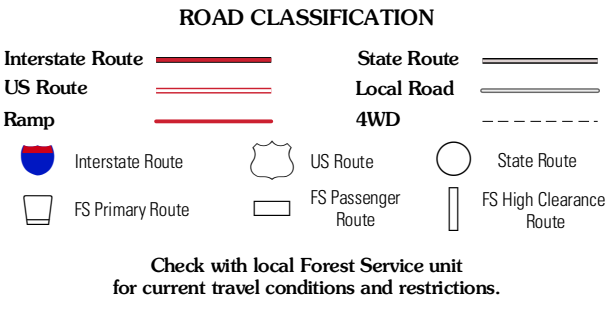 ROAD CLASSIFICATION
Interstate Route
State Route
US Route
Local Road
Ramp
4WD
Interstate Route
US Route
State Route
FS Primary Route
FS Passenger
Route
FS High Clearance
Route
Check with local Forest Service unit
for current travel conditions and restrictions.